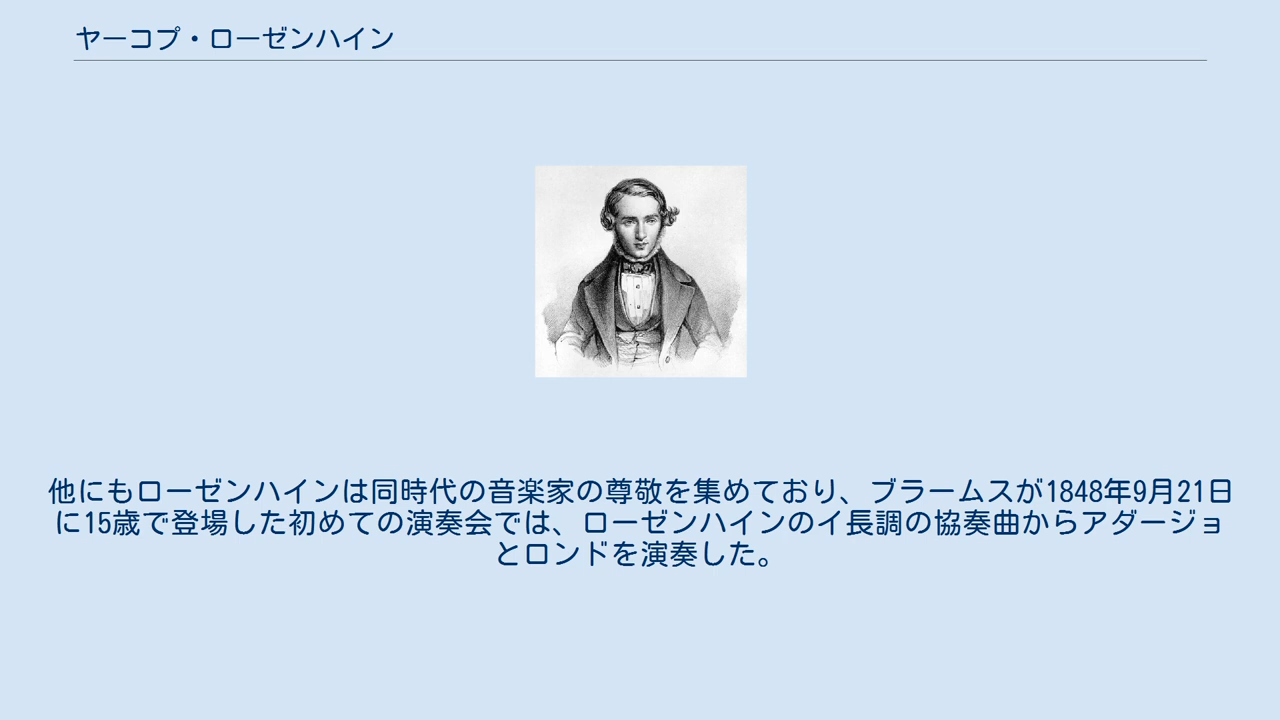 ヤーコプ・ローゼンハイン
他にもローゼンハインは同時代の音楽家の尊敬を集めており、ブラームスが1848年9月21日
に15歳で登場した初めての演奏会では、ローゼンハインのイ長調の協奏曲からアダージョ
とロンドを演奏した。